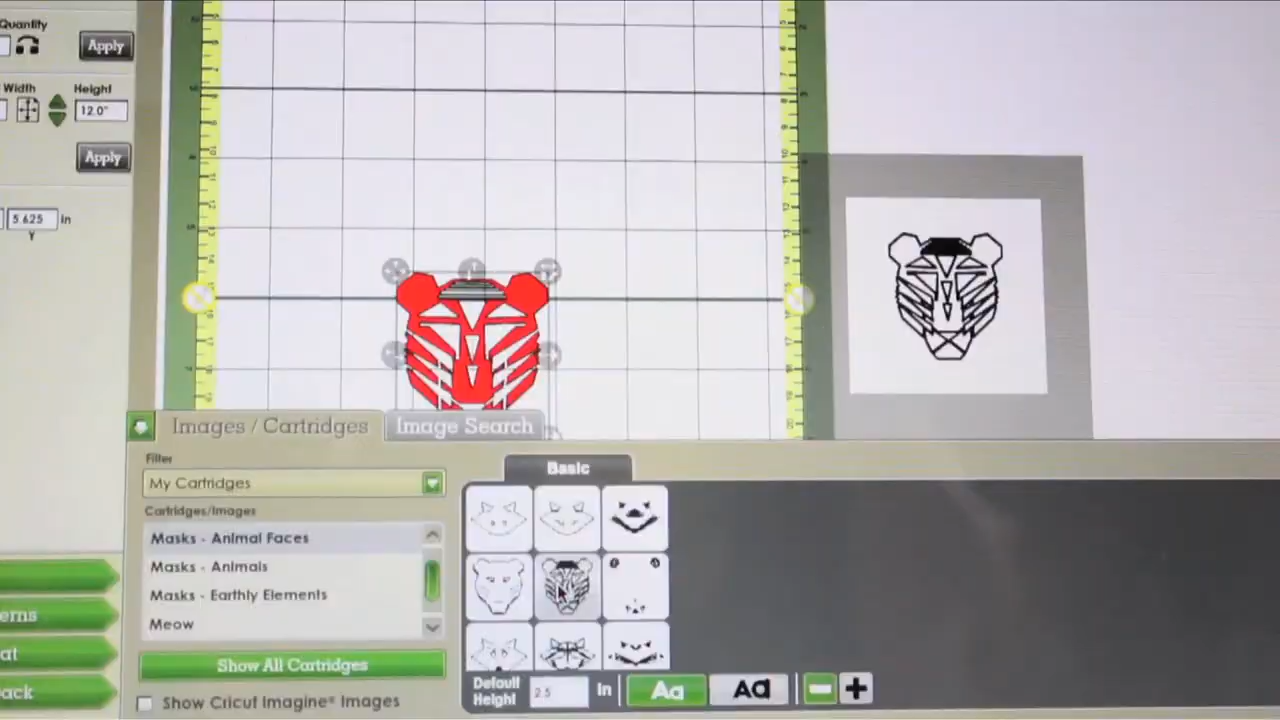 Quantity
Apply
Width
Height
12.0"
Apply
5.625 in
Y
Images / Cartridges
Image Search
Filter
My Cartridges
Basic
Cartridges/Images
Masks - Animal Faces
Masks - Animals
Masks - Earthly Elements
Meow
erns
at
ack
Show All Cartridges
Show Cricut Imagine® Images
Default Height
2.5
In
Aa
Aa